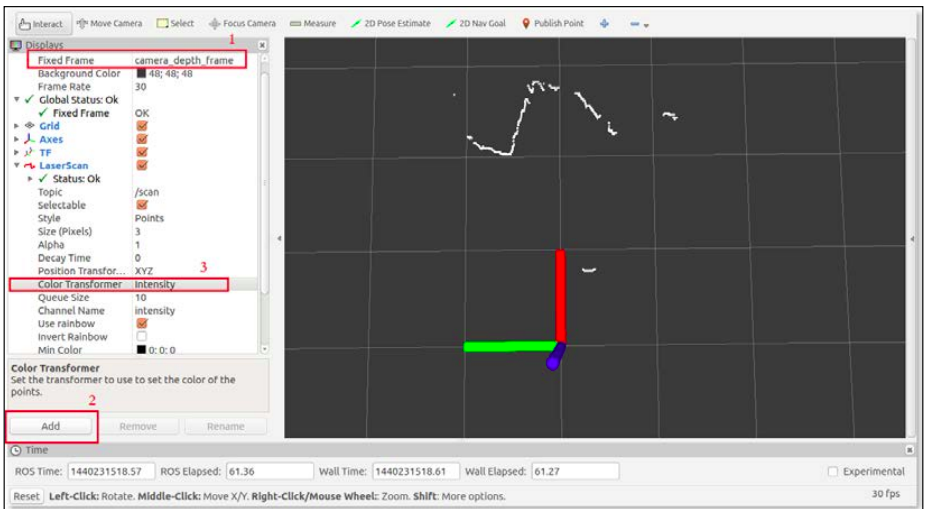 Interact Move Camera Select Focus Camera Measure 2D Pose Estimate 2D Nav Goal Publish Point
1
Displays
Fixed Frame camera_depth_frame
Background Color 48; 48; 48
Frame Rate 30
Global Status: Ok
Fixed Frame OK
Grid
Axes
TF
LaserScan
Status: Ok
Topic /scan
Selectable
Style Points
Size (Pixels) 3
Alpha 1
Decay Time 0
Position Transfor... XYZ
3
Color Transformer Intensity
Queue Size 10
Channel Name intensity
Use rainbow
Invert Rainbow
Min Color 0; 0; 0
Color Transformer
Set the transformer to use to set the color of the
points.
2
Add Remove Rename
Time
ROS Time: 1440231518.57 ROS Elapsed: 61.36 Wall Time: 1440231518.61 Wall Elapsed: 61.27 Experimental
Reset Left-Click: Rotate. Middle-Click: Move X/Y. Right-Click/Mouse Wheel: Zoom. Shift: More options. 30 fps